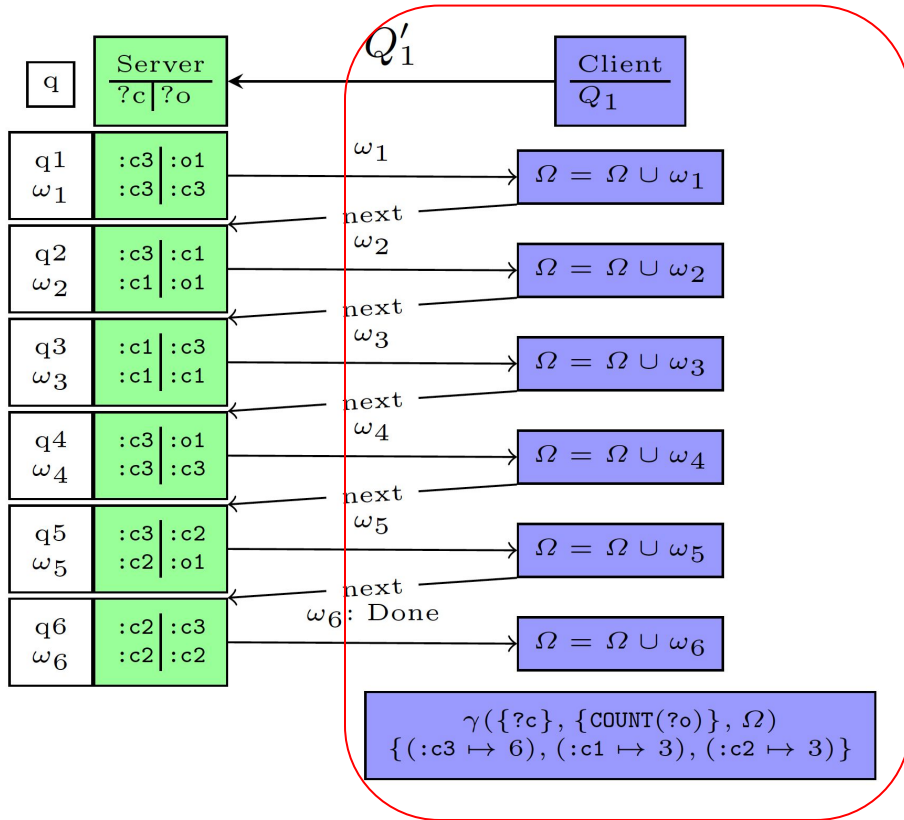 Q′₁
q
Server
?c|?o
Client
Q₁
q1
ω₁
:c3|:o1
:c3|:c3
ω₁
Ω = Ω ∪ ω₁
next
q2
ω₂
:c3|:c1
:c1|:o1
ω₂
Ω = Ω ∪ ω₂
next
q3
ω₃
:c1|:c3
:c1|:c1
ω₃
Ω = Ω ∪ ω₃
next
q4
ω₄
:c3|:o1
:c3|:c3
ω₄
Ω = Ω ∪ ω₄
next
q5
ω₅
:c3|:c2
:c2|:o1
ω₅
Ω = Ω ∪ ω₅
next
q6
ω₆
:c2|:c3
:c2|:c2
ω₆: Done
Ω = Ω ∪ ω₆
γ({?c}, {COUNT(?o)}, Ω)
{(:c3 ↦ 6), (:c1 ↦ 3), (:c2 ↦ 3)}